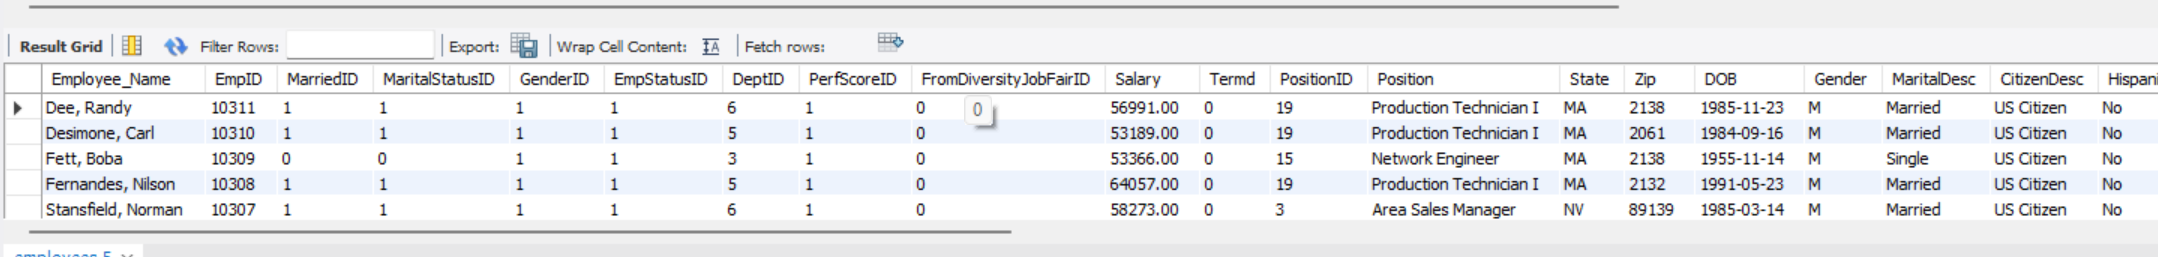 Result Grid Filter Rows: Export: Wrap Cell Content: Fetch rows:
Employee_Name EmpID MarriedID MaritalStatusID GenderID EmpStatusID DeptID PerfScoreID FromDiversityJobFairID Salary Termd PositionID Position State Zip DOB Gender MaritalDesc CitizenDesc Hispani
Dee, Randy 10311 1 1 1 1 6 1 0 0 56991.00 0 19 Production Technician I MA 2138 1985-11-23 M Married US Citizen No
Desimone, Carl 10310 1 1 1 1 5 1 0 53189.00 0 19 Production Technician I MA 2061 1984-09-16 M Married US Citizen No
Fett, Boba 10309 0 0 1 1 3 1 0 53366.00 0 15 Network Engineer MA 2138 1955-11-14 M Single US Citizen No
Fernandes, Nilson 10308 1 1 1 1 5 1 0 64057.00 0 19 Production Technician I MA 2132 1991-05-23 M Married US Citizen No
Stansfield, Norman 10307 1 1 1 1 6 1 0 58273.00 0 3 Area Sales Manager NV 89139 1985-03-14 M Married US Citizen No
employees 5